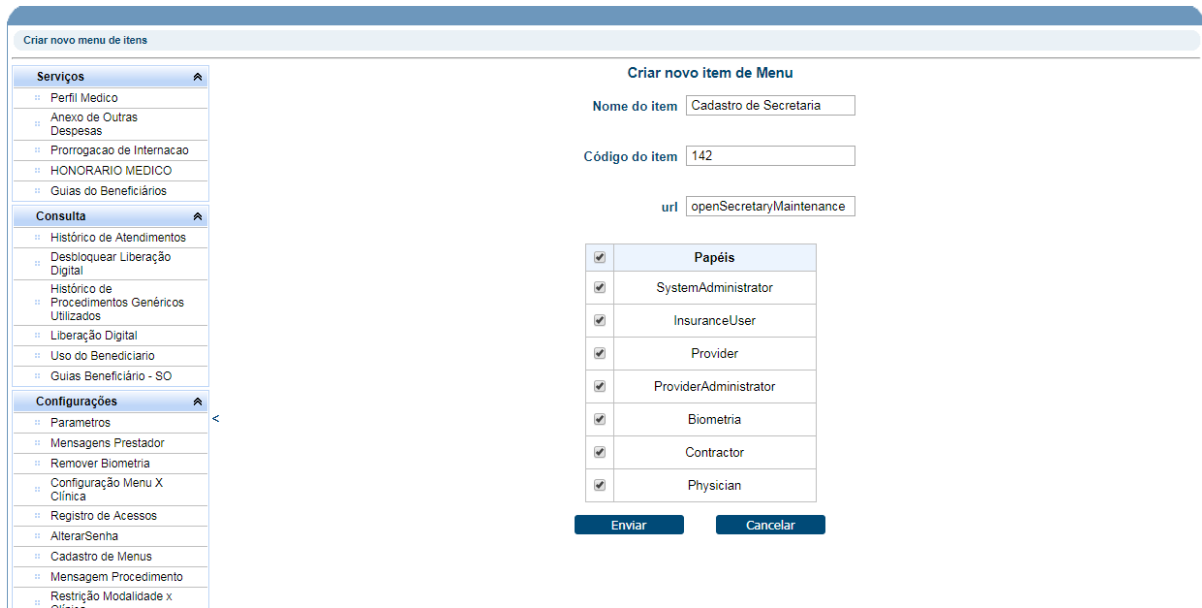 Criar novo menu de itens
Serviços
Perfil Medico
Anexo de Outras
Despesas
Prorrogacao de Internacao
HONORARIO MEDICO
Guias do Beneficiários
Consulta
Histórico de Atendimentos
Desbloquear Liberação
Digital
Histórico de
Procedimentos Genéricos
Utilizados
Liberação Digital
Uso do Benediciario
Guias Beneficiário - SO
Configurações
Parametros
Mensagens Prestador
Remover Biometria
Configuração Menu X
Clínica
Registro de Acessos
AlterarSenha
Cadastro de Menus
Mensagem Procedimento
Restrição Modalidade x
<
Criar novo item de Menu
Nome do item Cadastro de Secretaria
Código do item 142
url openSecretaryMaintenance
Papéis
SystemAdministrator
InsuranceUser
Provider
ProviderAdministrator
Biometria
Contractor
Physician
Enviar Cancelar